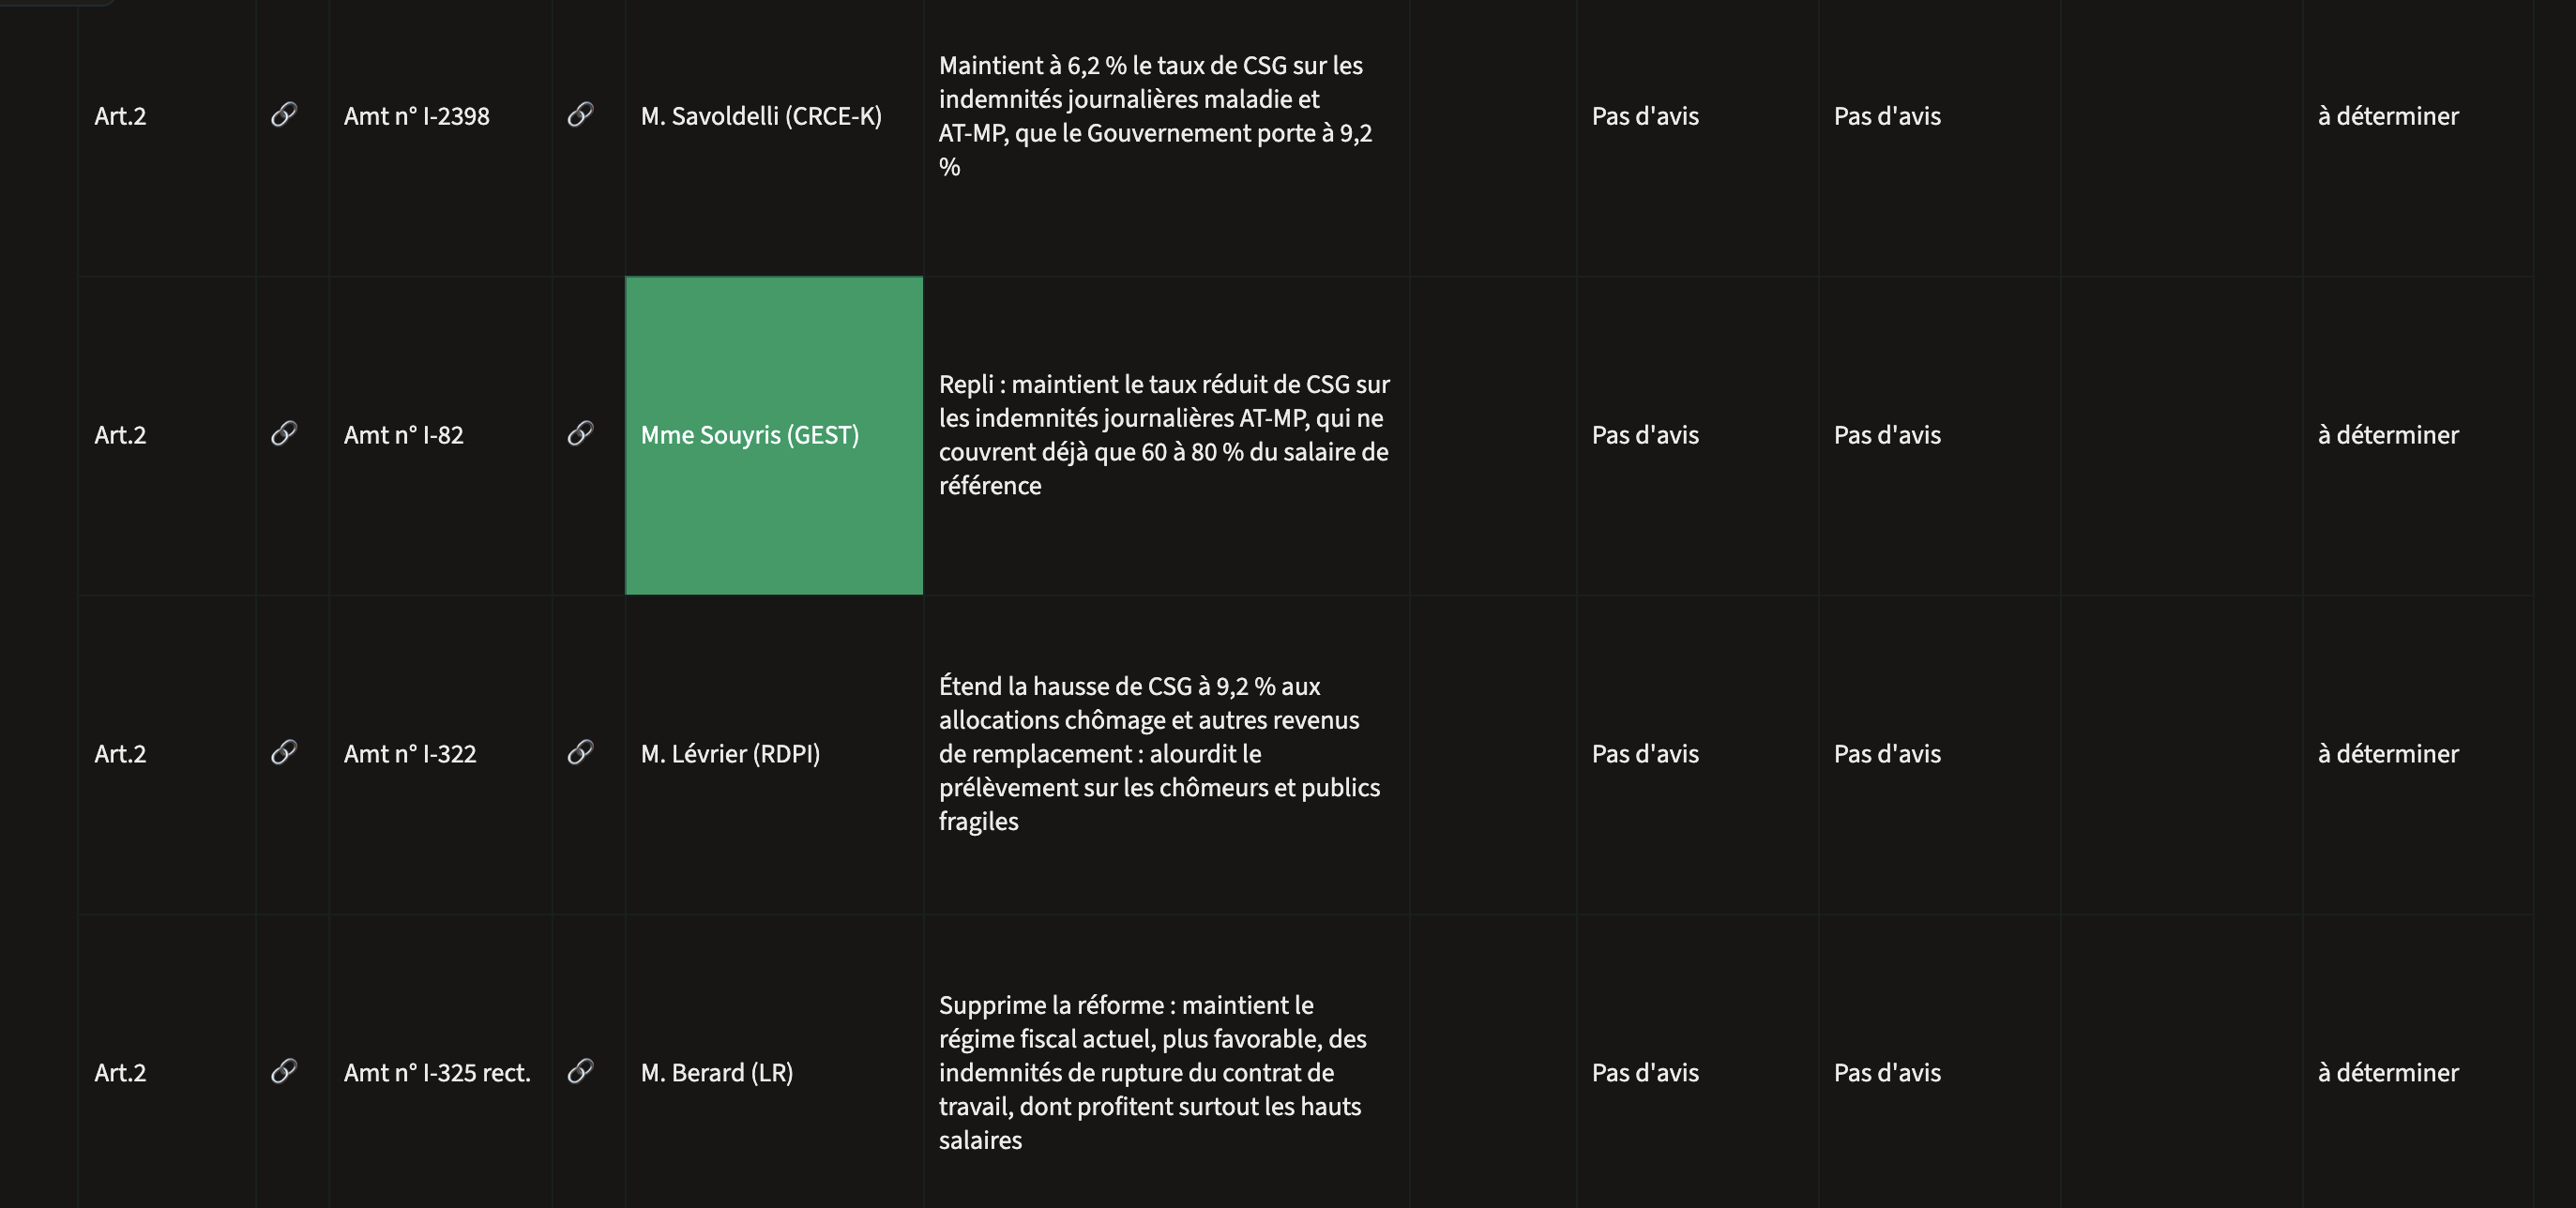 Art.2
Amt n° I-2398
M. Savoldelli (CRCE-K)
Maintient à 6,2 % le taux de CSG sur les
indemnités journalières maladie et
AT-MP, que le Gouvernement porte à 9,2
%
Pas d'avis
Pas d'avis
à déterminer
Art.2
Amt n° I-82
Mme Souyris (GEST)
Repli : maintient le taux réduit de CSG sur
les indemnités journalières AT-MP, qui ne
couvrent déjà que 60 à 80 % du salaire de
référence
Pas d'avis
Pas d'avis
à déterminer
Art.2
Amt n° I-322
M. Lévrier (RDPI)
Étend la hausse de CSG à 9,2 % aux
allocations chômage et autres revenus
de remplacement : alourdit le
prélèvement sur les chômeurs et publics
fragiles
Pas d'avis
Pas d'avis
à déterminer
Art.2
Amt n° I-325 rect.
M. Berard (LR)
Supprime la réforme : maintient le
régime fiscal actuel, plus favorable, des
indemnités de rupture du contrat de
travail, dont profitent surtout les hauts
salaires
Pas d'avis
Pas d'avis
à déterminer